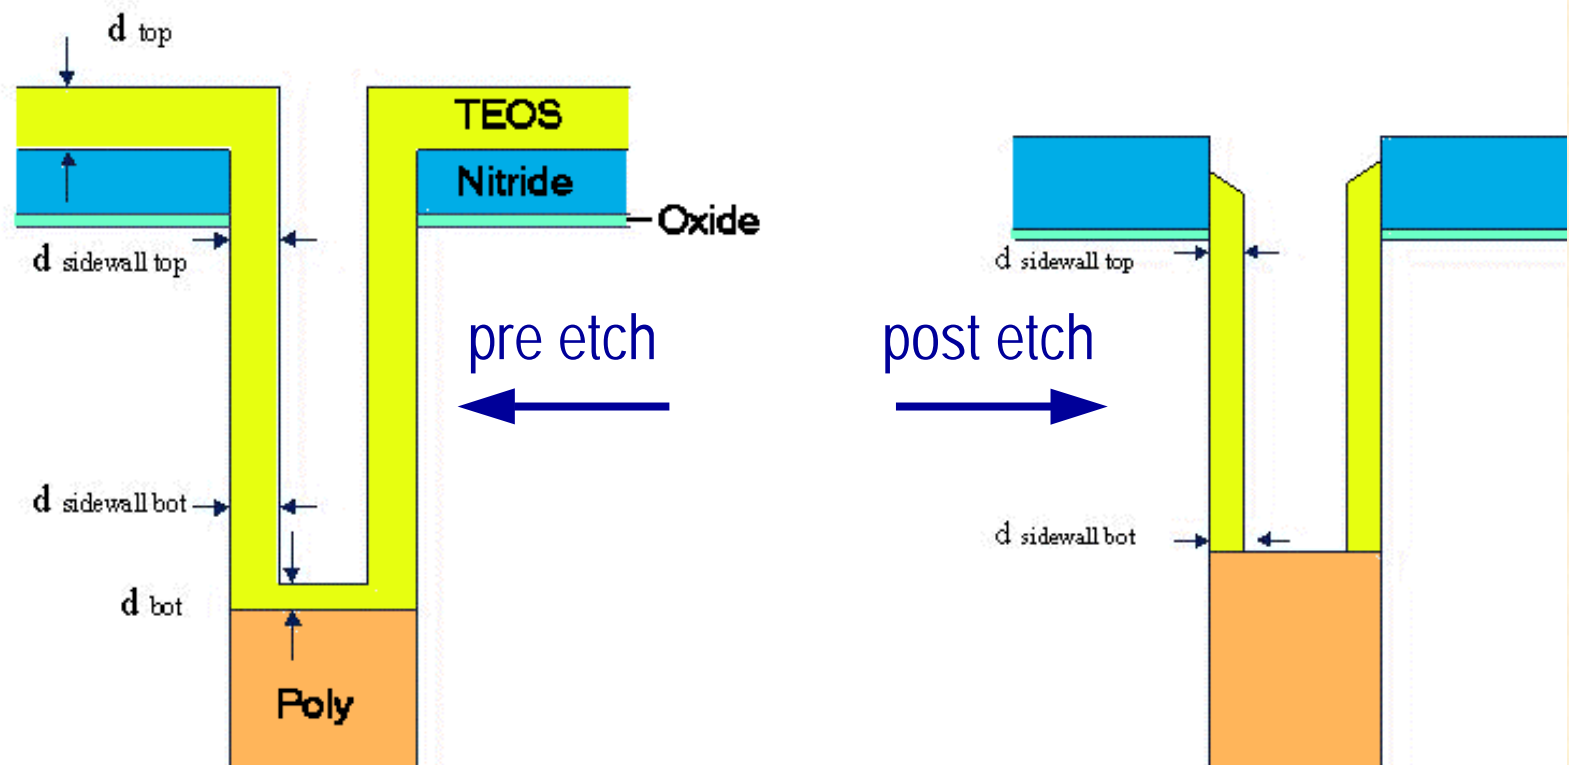 d top
TEOS
Nitride
Oxide
d sidewall top
d sidewall top
pre etch
post etch
d sidewall bot
d sidewall bot
d bot
Poly